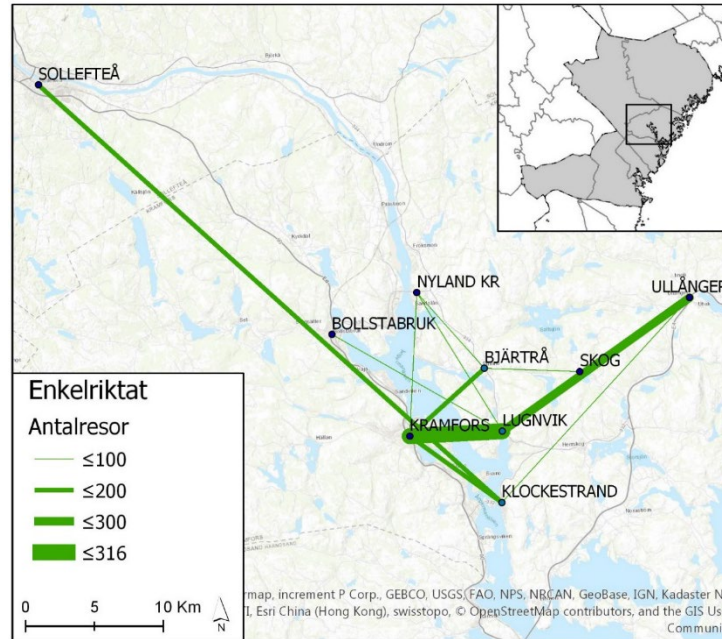 SOLLEFTEÅ
NYLAND KR
ULLÅNGER
BOLLSTABRUK
BJÄRTRÅ
SKOG
KRAMFORS
LUGNVIK
KLOCKESTRAND
Enkelriktat
Antalresor
≤100
≤200
≤300
≤316
0 5 10 Km
N
rmap, increment P Corp., GEBCO, USGS, FAO, NPS, NRCAN, GeoBase, IGN, Kadaster N
I, Esri China (Hong Kong), swisstopo, © OpenStreetMap contributors, and the GIS Us
Communi